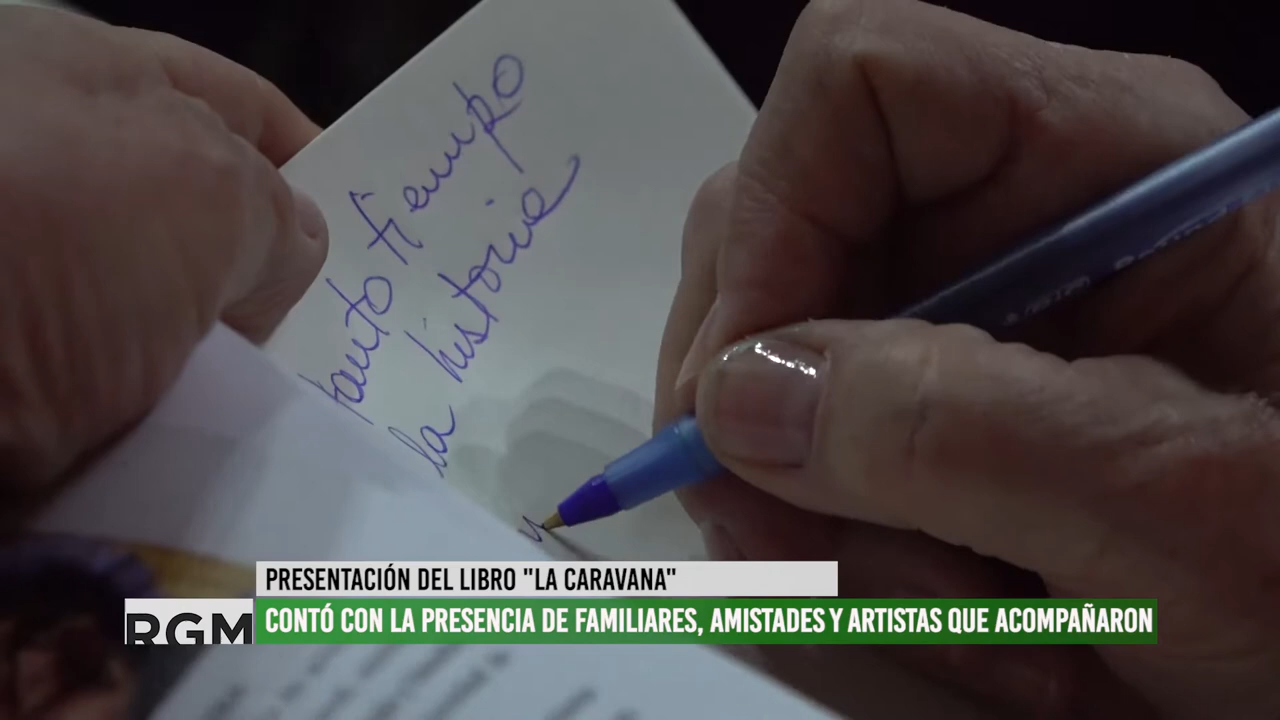 tanto tiempo
la historia
PRESENTACIÓN DEL LIBRO "LA CARAVANA"
RGM
CONTÓ CON LA PRESENCIA DE FAMILIARES, AMISTADES Y ARTISTAS QUE ACOMPAÑARON